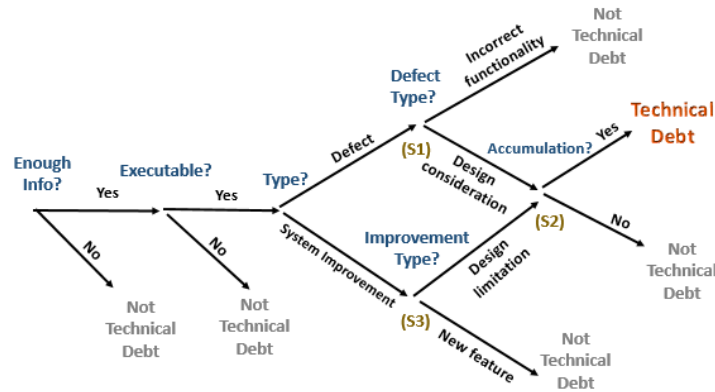 Enough
Info?
Yes
No
Not
Technical
Debt
Executable?
Yes
No
Not
Technical
Debt
Type?
Defect
System Improvement
Defect
Type?
(S1)
Incorrect
functionality
Not
Technical
Debt
Design
consideration
Improvement
Type?
(S3)
Design
limitation
New feature
Not
Technical
Debt
Accumulation?
(S2)
Yes
Technical
Debt
No
Not
Technical
Debt